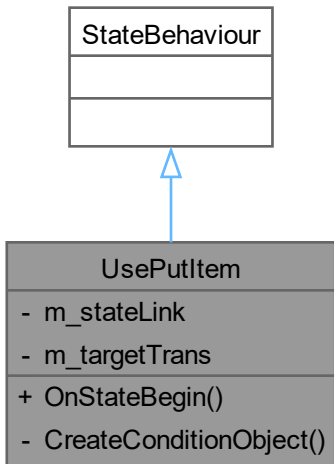 StateBehaviour
UsePutItem
- m_stateLink
- m_targetTrans
+ OnStateBegin()
- CreateConditionObject()